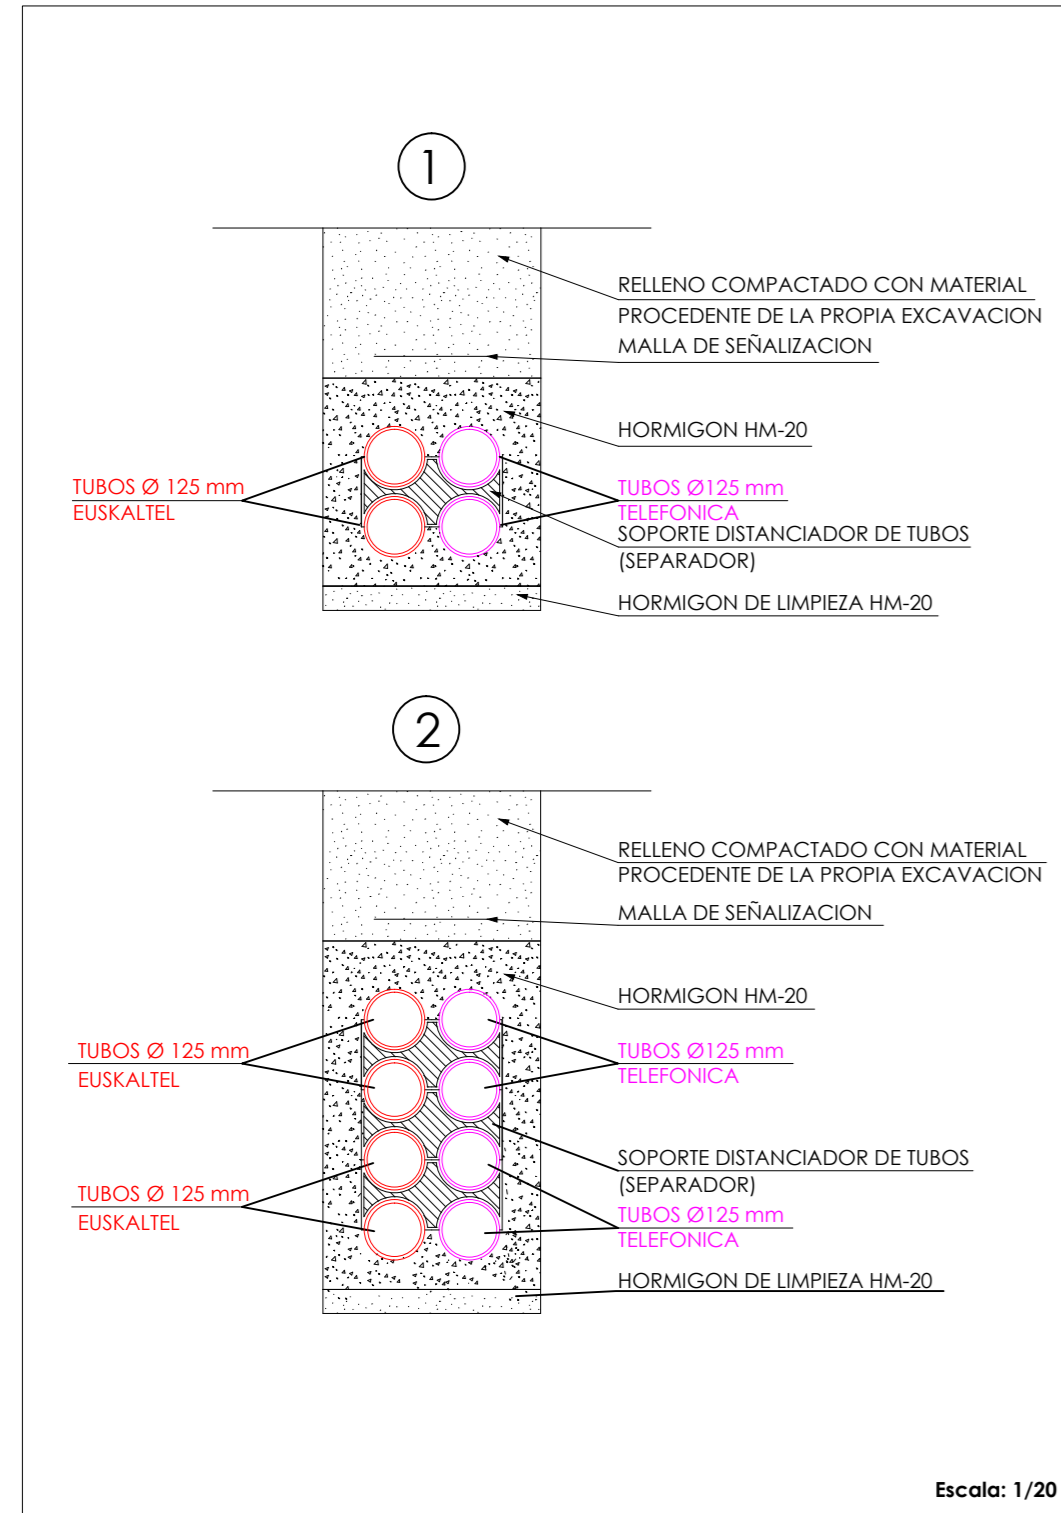 1
RELLENO COMPACTADO CON MATERIAL
PROCEDENTE DE LA PROPIA EXCAVACION
MALLA DE SEÑALIZACION
HORMIGON HM-20
TUBOS Ø 125 mm
EUSKALTEL
TUBOS Ø125 mm
TELEFONICA
SOPORTE DISTANCIADOR DE TUBOS
(SEPARADOR)
HORMIGON DE LIMPIEZA HM-20
2
RELLENO COMPACTADO CON MATERIAL
PROCEDENTE DE LA PROPIA EXCAVACION
MALLA DE SEÑALIZACION
HORMIGON HM-20
TUBOS Ø 125 mm
EUSKALTEL
TUBOS Ø125 mm
TELEFONICA
SOPORTE DISTANCIADOR DE TUBOS
(SEPARADOR)
TUBOS Ø 125 mm
EUSKALTEL
TUBOS Ø125 mm
TELEFONICA
HORMIGON DE LIMPIEZA HM-20
Escala: 1/20